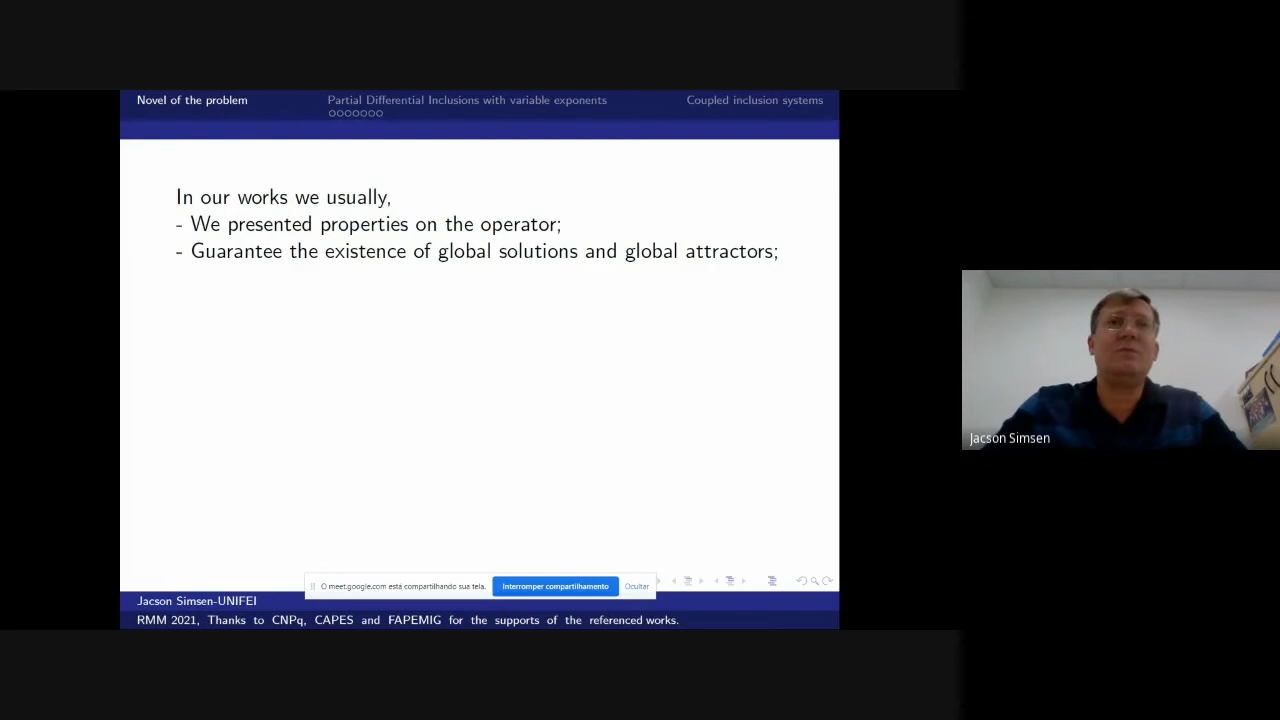 Novel of the problem
Partial Differential Inclusions with variable exponents
Coupled inclusion systems
In our works we usually,
- We presented properties on the operator;
- Guarantee the existence of global solutions and global attractors;
Jacson Simsen
O meet.google.com está compartilhando sua tela.
Interromper compartilhamento
Ocultar
Jacson Simsen-UNIFEI
RMM 2021, Thanks to CNPq, CAPES and FAPEMIG for the supports of the referenced works.